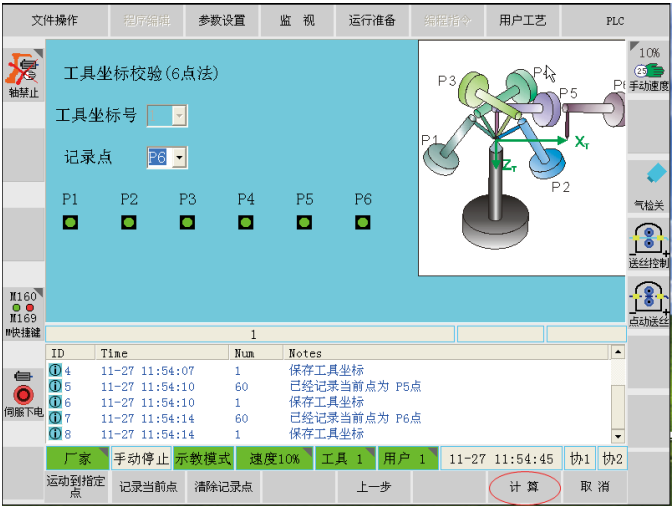 文件操作 程序编辑 参数设置 监 视 运行准备 编程指令 用户工艺 PLC
轴禁止
10%
25
手动速度
工具坐标校验(6点法)
工具坐标号
记录点 P6
P1 P2 P3 P4 P5 P6
P3 P4 P5 P6
P1 P2
X_T
Z_T
气检关
送丝控制
点动送丝
M160
M169
M快捷键
伺服下电
1
ID Time Num Notes
4 11-27 11:54:07 1 保存工具坐标
5 11-27 11:54:10 60 已经记录当前点为 P5点
6 11-27 11:54:10 1 保存工具坐标
7 11-27 11:54:14 60 已经记录当前点为 P6点
8 11-27 11:54:14 1 保存工具坐标
厂家 手动停止 示教模式 速度10% 工具 1 用户 1 11-27 11:54:45 协1 协2
运动到指定点 记录当前点 清除记录点 上一步 计 算 取 消